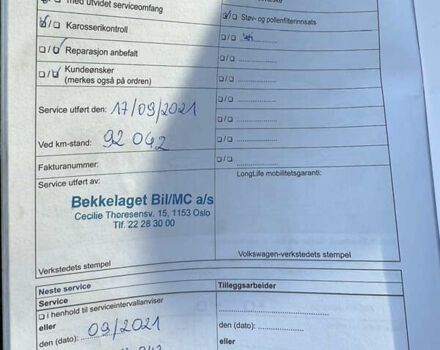 med utvidet serviceomfang
Karosserikontroll
Støv- og pollenfilterinnsats
Reparasjon anbefalt
Kundeønsker
(merkes også på ordren)
Service utført den: 17/09/2021
Ved km-stand: 92 042
Fakturanummer:
Service utført av:
LongLife mobilitetsgaranti:
Bekkelaget Bil/MC a/s
Cecilie Thoresensv. 15, 1153 Oslo
Tlf. 22 28 30 00
Verkstedets stempel
Volkswagen-verkstedets stempel
Neste service
Tilleggsarbeider
Service
i henhold til serviceintervallanviser
eller
den (dato): 09/2021
den (dato):
eller
eller